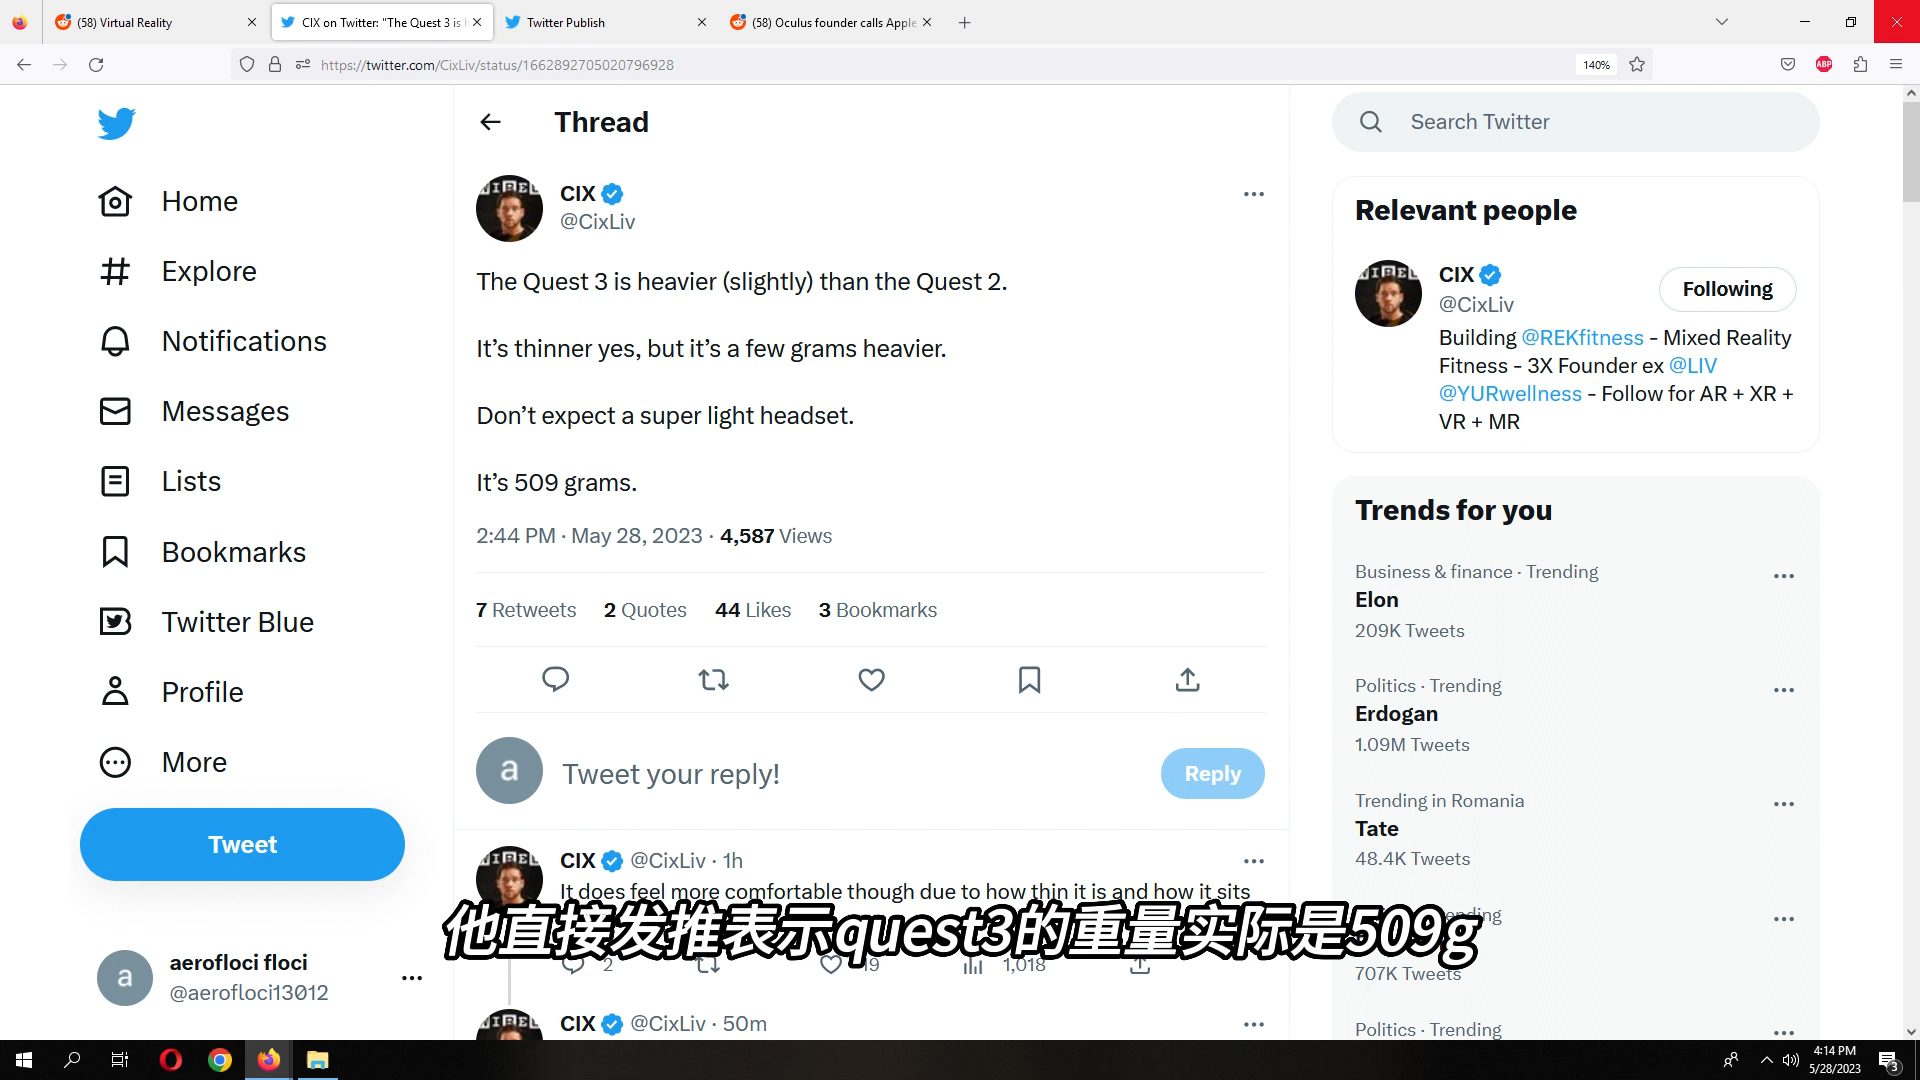 (58) Virtual Reality
CIX on Twitter: "The Quest 3 is h
Twitter Publish
(58) Oculus founder calls Apple
https://twitter.com/CixLiv/status/1662892705020796928
140%
ABP
Home
Explore
Notifications
Messages
Lists
Bookmarks
Twitter Blue
Profile
More
Tweet
a
aerofloci floci
@aerofloci13012
Thread
CIX
@CixLiv
The Quest 3 is heavier (slightly) than the Quest 2.
It's thinner yes, but it's a few grams heavier.
Don't expect a super light headset.
It's 509 grams.
2:44 PM · May 28, 2023 · 4,587 Views
7 Retweets 2 Quotes 44 Likes 3 Bookmarks
a
Tweet your reply!
Reply
CIX @CixLiv · 1h
It does feel more comfortable though due to how thin it is and how it sits
他直接发推表示quest3的重量实际是509g
2 19 1,018
CIX @CixLiv · 50m
Search Twitter
Relevant people
CIX
@CixLiv
Following
Building @REKfitness - Mixed Reality
Fitness - 3X Founder ex @LIV
@YURwellness - Follow for AR + XR +
VR + MR
Trends for you
Business & finance · Trending
Elon
209K Tweets
Politics · Trending
Erdogan
1.09M Tweets
Trending in Romania
Tate
48.4K Tweets
707K Tweets
Politics · Trending
4:14 PM
5/28/2023
3